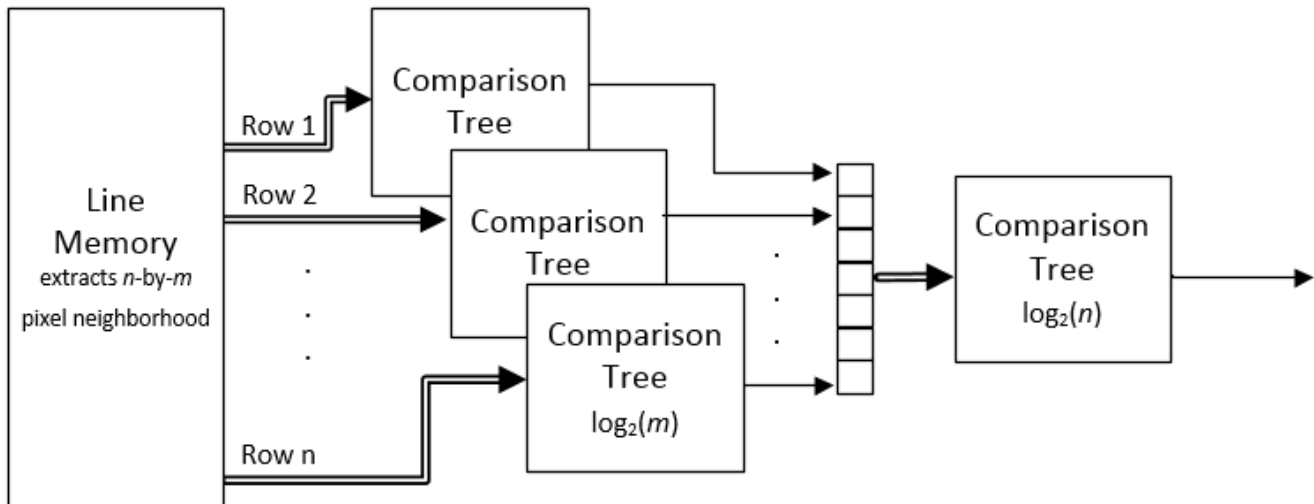 Line
Memory
extracts n-by-m
pixel neighborhood
Row 1
Row 2
.
.
.
Row n
Comparison
Tree
Comparison
Tree
Comparison
Tree
log₂(m)
.
.
.
Comparison
Tree
log₂(n)